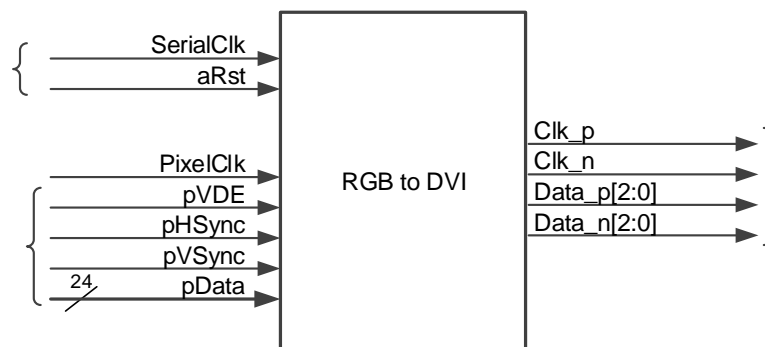 SerialClk
aRst
PixelClk
pVDE
pHSync
pVSync
24
pData
RGB to DVI
Clk_p
Clk_n
Data_p[2:0]
Data_n[2:0]